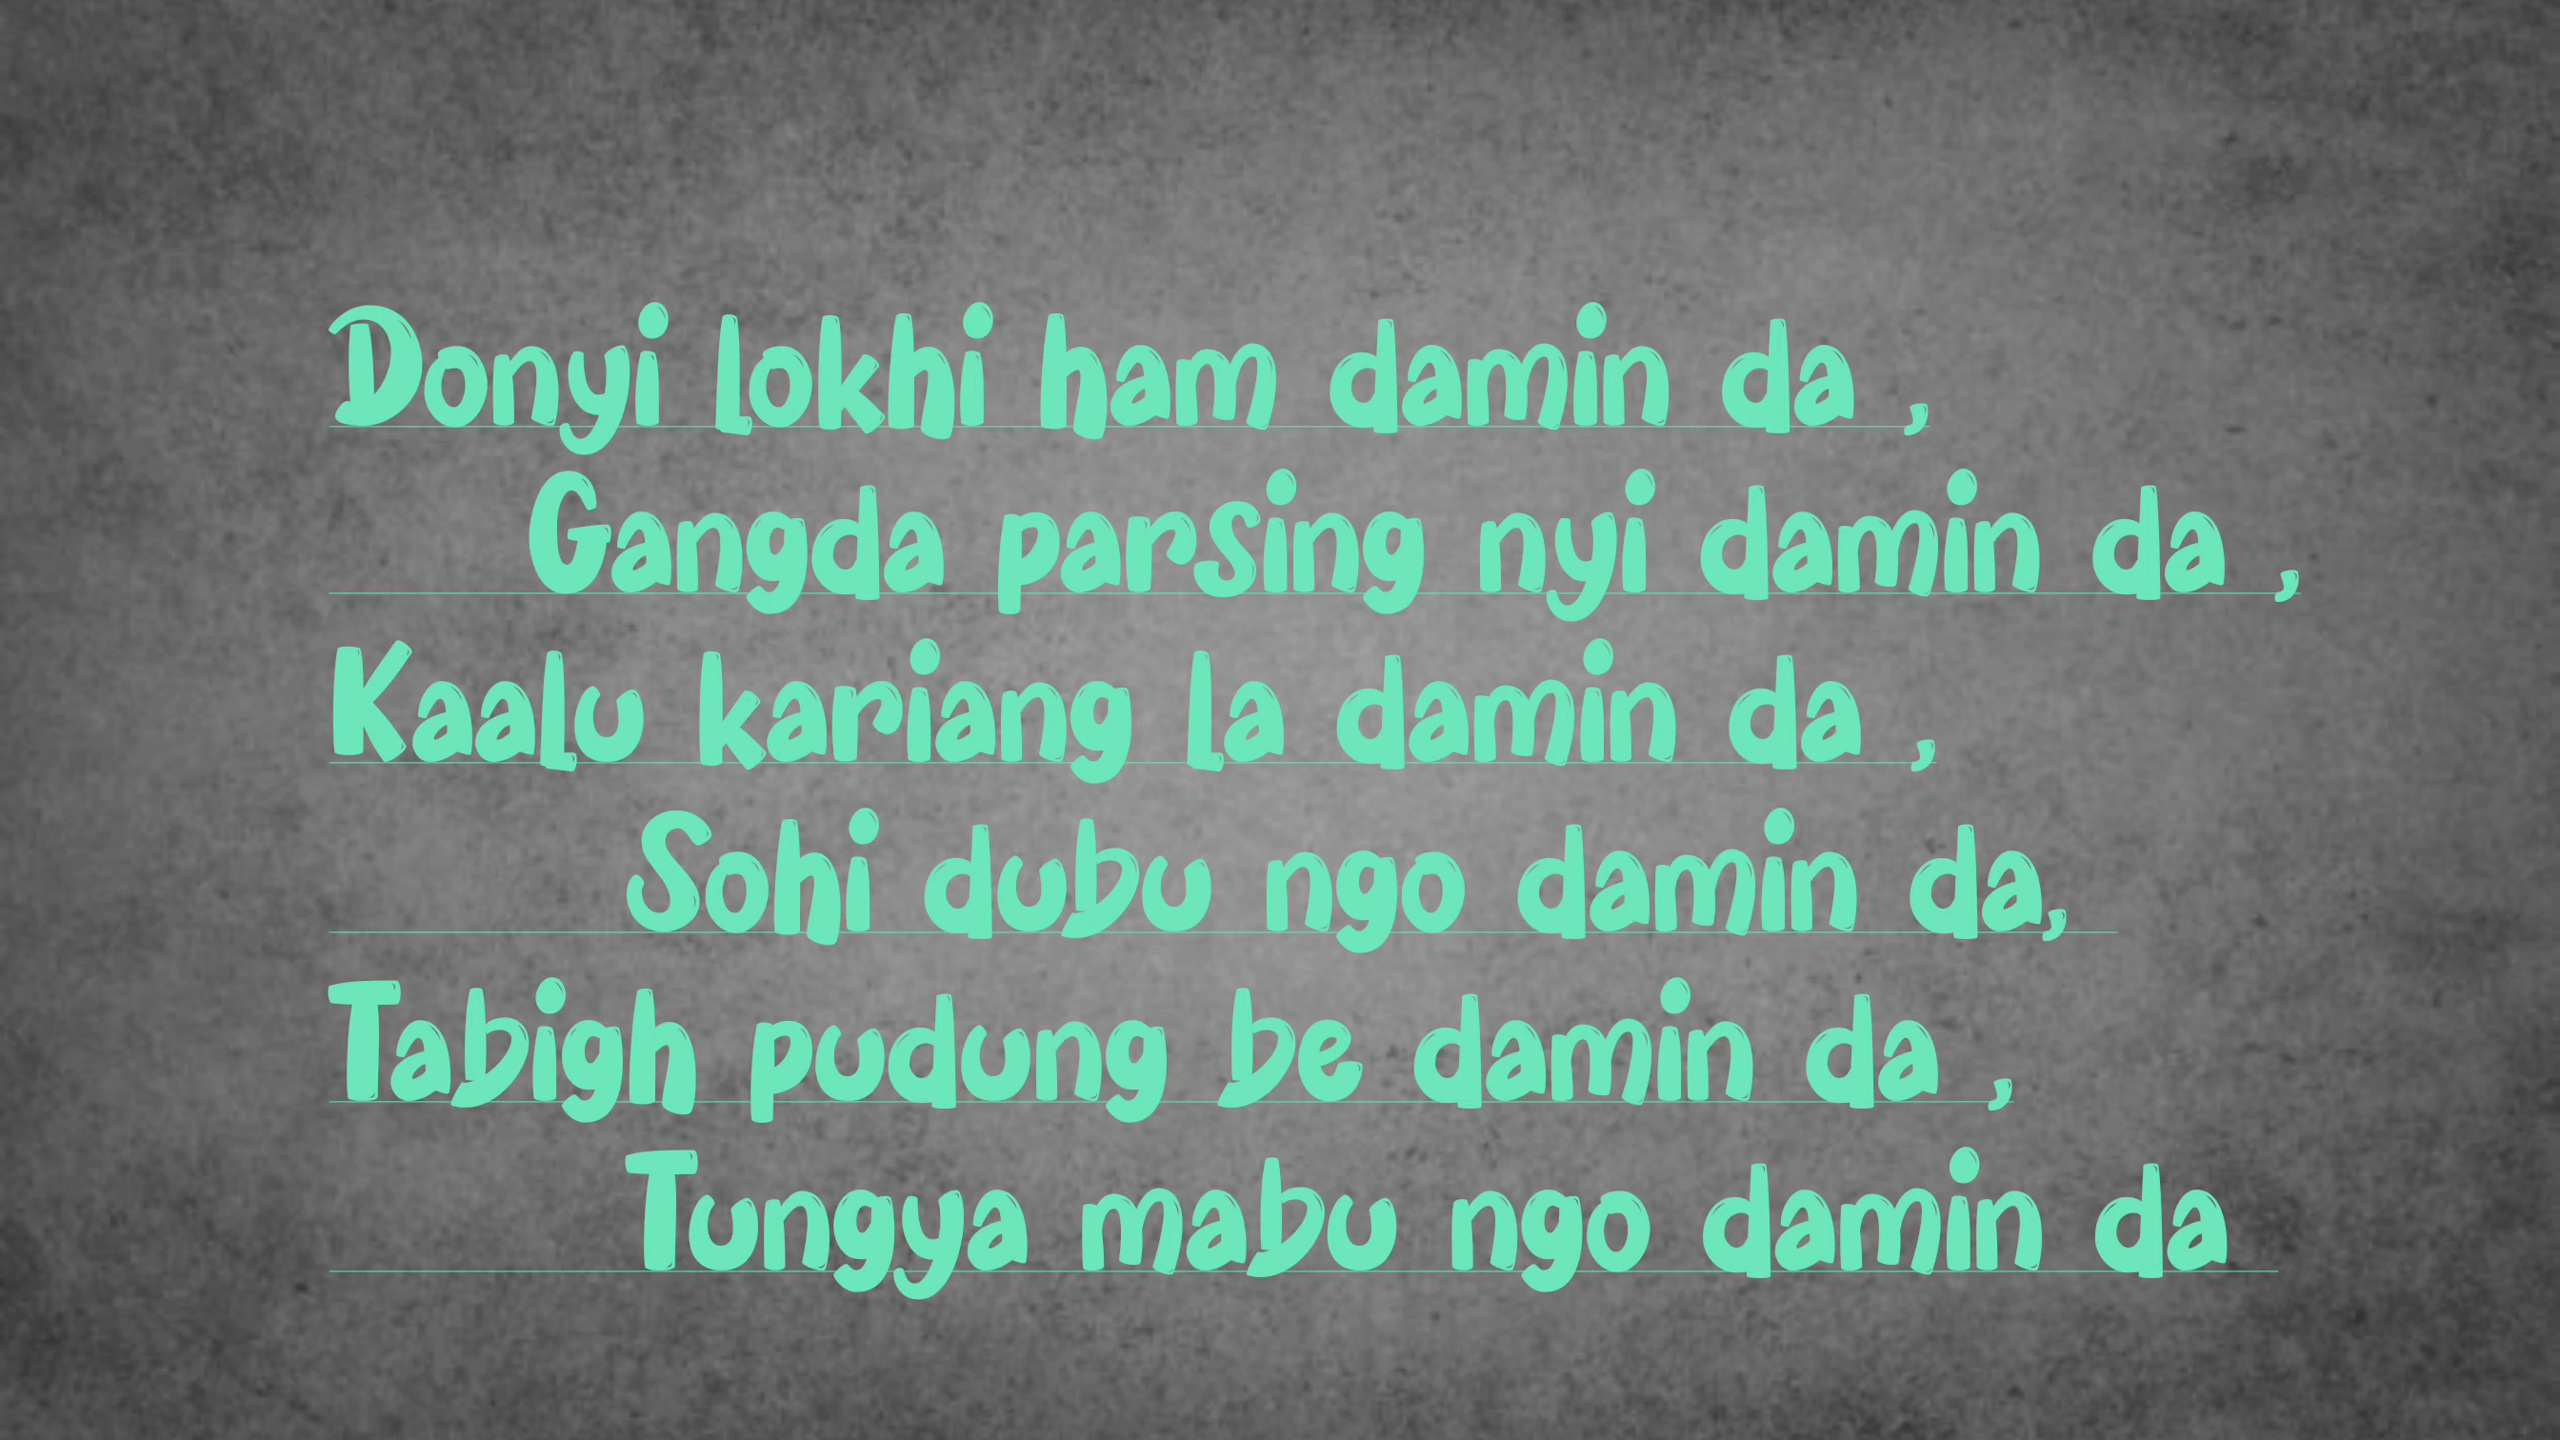 Donyi lokhi ham damin da ,
Gangda parsing nyi damin da ,
Kaalu kariang la damin da ,
Sohi dubu ngo damin da,
Tabigh pudung be damin da ,
Tungya mabu ngo damin da